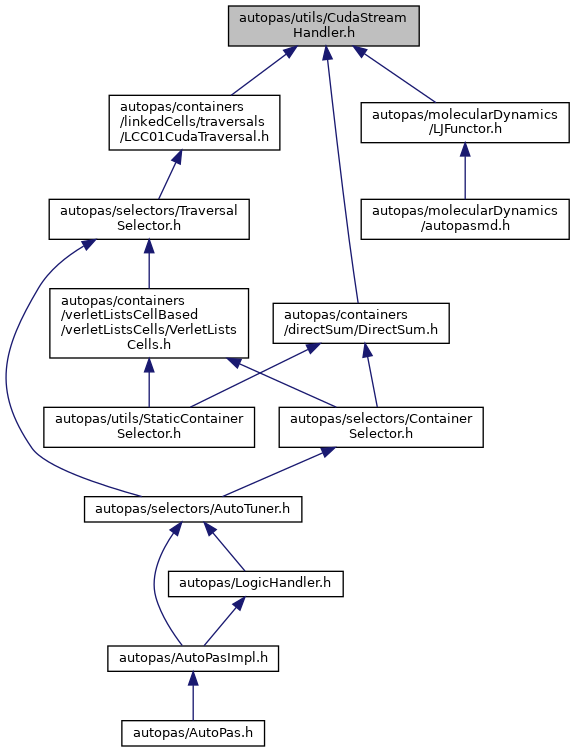 autopas/utils/CudaStream
Handler.h
autopas/containers
/linkedCells/traversals
/LCC01CudaTraversal.h
autopas/molecularDynamics
/LJFunctor.h
autopas/selectors/Traversal
Selector.h
autopas/molecularDynamics
/autopasmd.h
autopas/containers
/verletListsCellBased
/verletListsCells/VerletLists
Cells.h
autopas/containers
/directSum/DirectSum.h
autopas/utils/StaticContainer
Selector.h
autopas/selectors/Container
Selector.h
autopas/selectors/AutoTuner.h
autopas/LogicHandler.h
autopas/AutoPasImpl.h
autopas/AutoPas.h